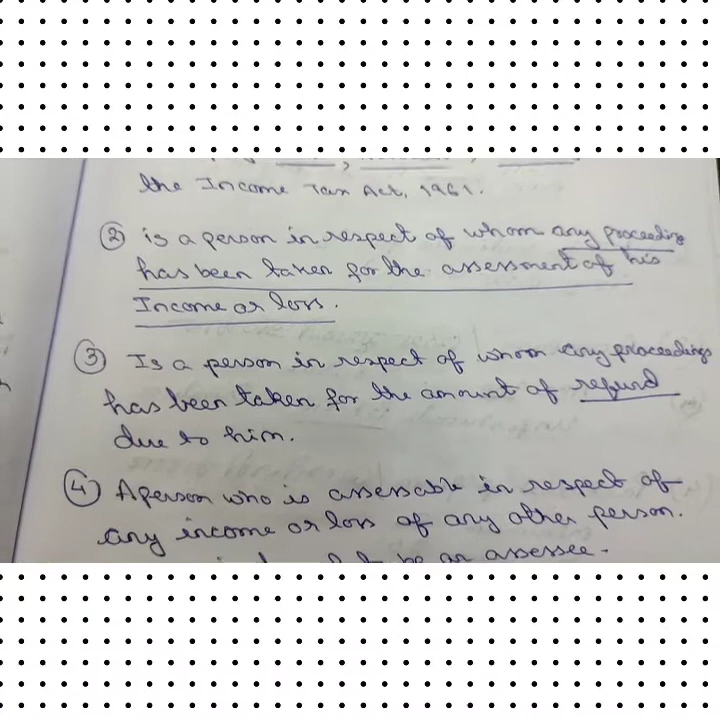 the Income Tax Act, 1961.
② is a person in respect of whom any proceeding
has been taken for the assessment of his
Income or loss.
③ Is a person in respect of whom any proceedings
has been taken for the amount of refund
due to him.
④ A person who is assessable in respect of
any income or loss of any other person.
be an assessee.